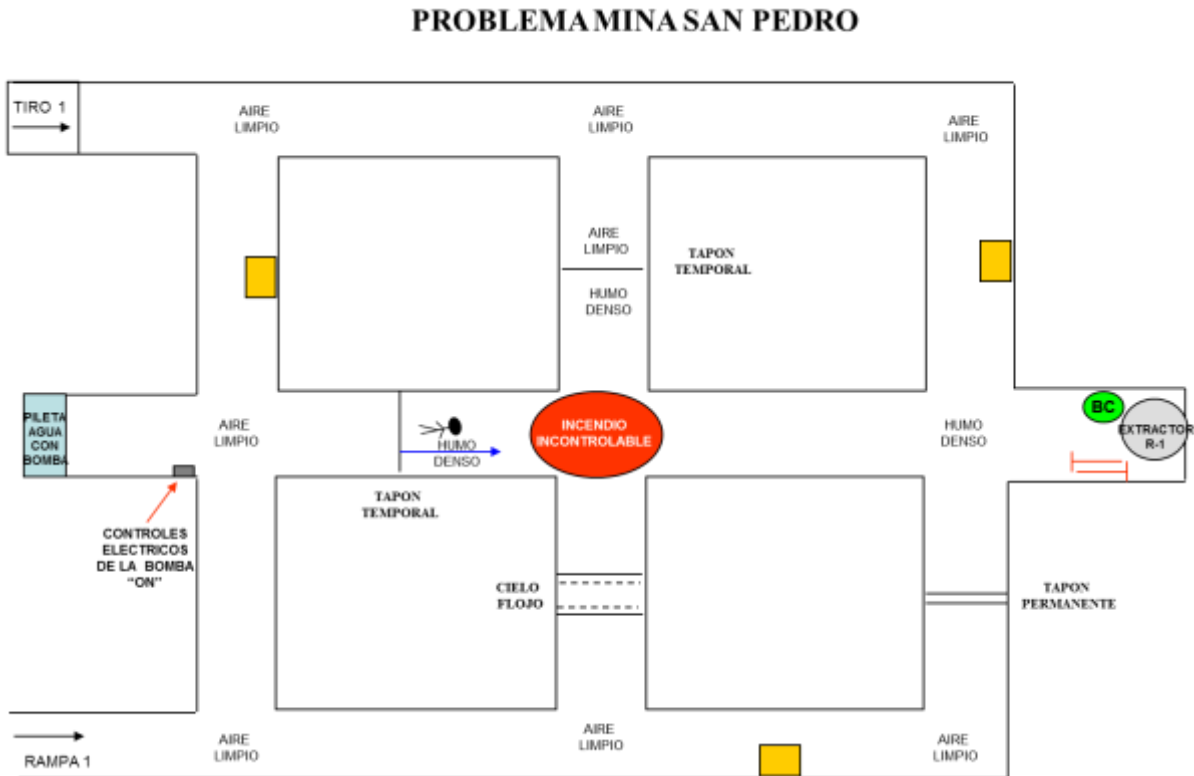 PROBLEMA MINA SAN PEDRO
TIRO 1
AIRE
LIMPIO
AIRE
LIMPIO
AIRE
LIMPIO
AIRE
LIMPIO
HUMO
DENSO
TAPON
TEMPORAL
PILETA
AGUA
CON
BOMBA
AIRE
LIMPIO
HUMO
DENSO
INCENDIO
INCONTROLABLE
HUMO
DENSO
BC
EXTRACTOR
R-1
CONTROLES
ELECTRICOS
DE LA BOMBA
“ON”
TAPON
TEMPORAL
CIELO
FLOJO
TAPON
PERMANENTE
RAMPA 1
AIRE
LIMPIO
AIRE
LIMPIO
AIRE
LIMPIO